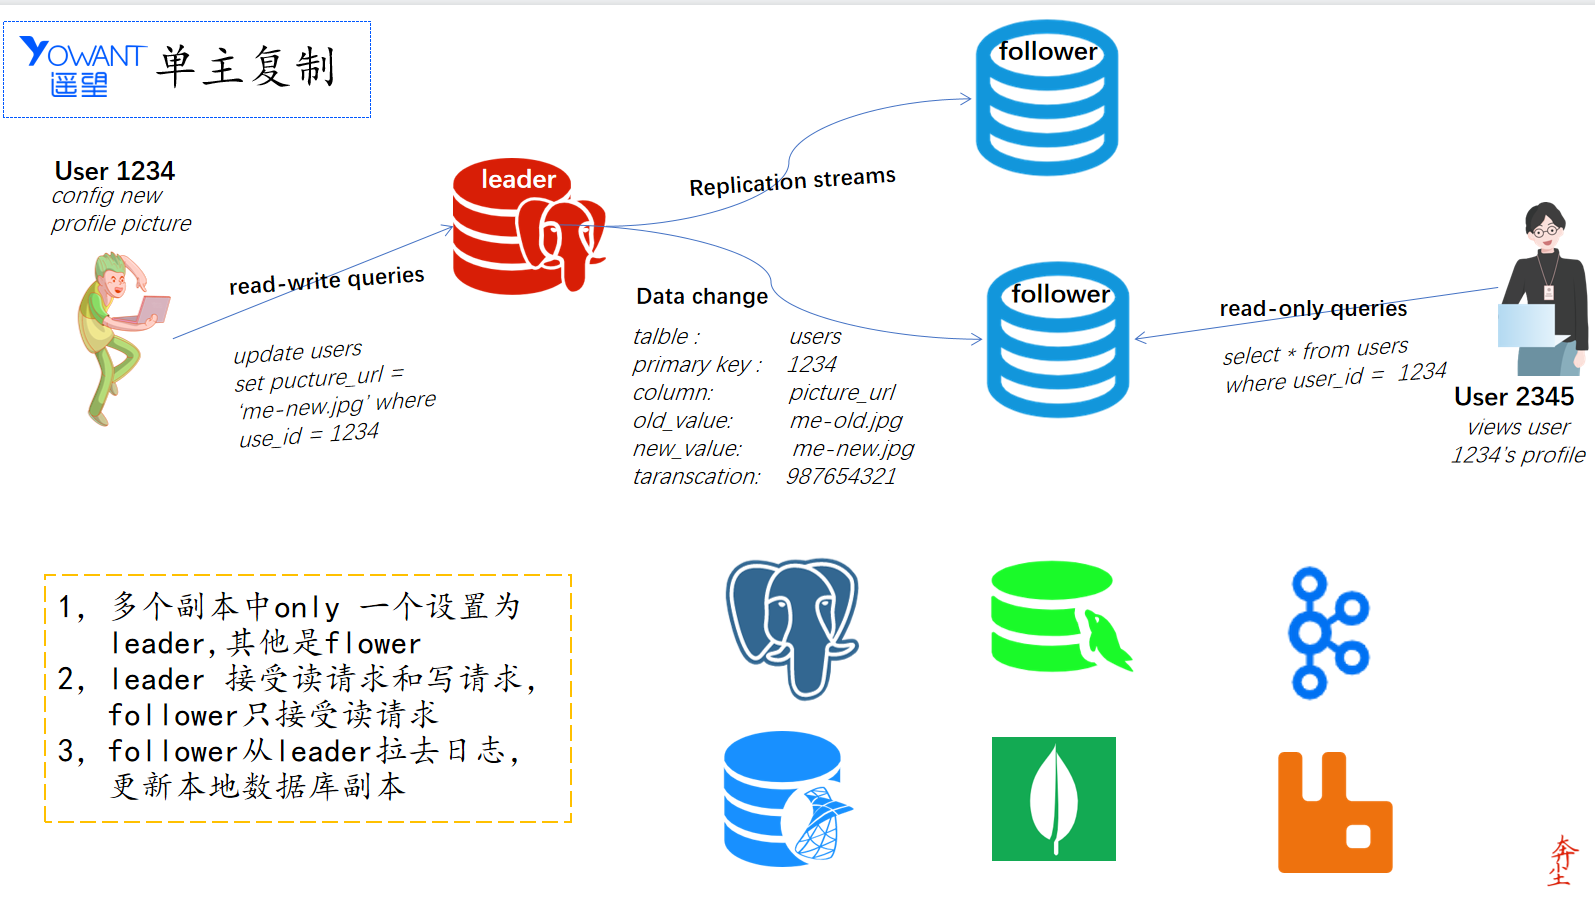 YOWANT
遥望
单主复制
User 1234
config new
profile picture
read-write queries
update users
set pucture_url =
‘me-new.jpg’ where
use_id = 1234
leader
Replication streams
follower
follower
Data change
talble : users
primary key : 1234
column: picture_url
old_value: me-old.jpg
new_value: me-new.jpg
taranscation: 987654321
read-only queries
select * from users
where user_id = 1234
User 2345
views user
1234’s profile
1, 多个副本中only 一个设置为
leader,其他是flower
2, leader 接受读请求和写请求,
follower只接受读请求
3, follower从leader拉去日志,
更新本地数据库副本
奔尘